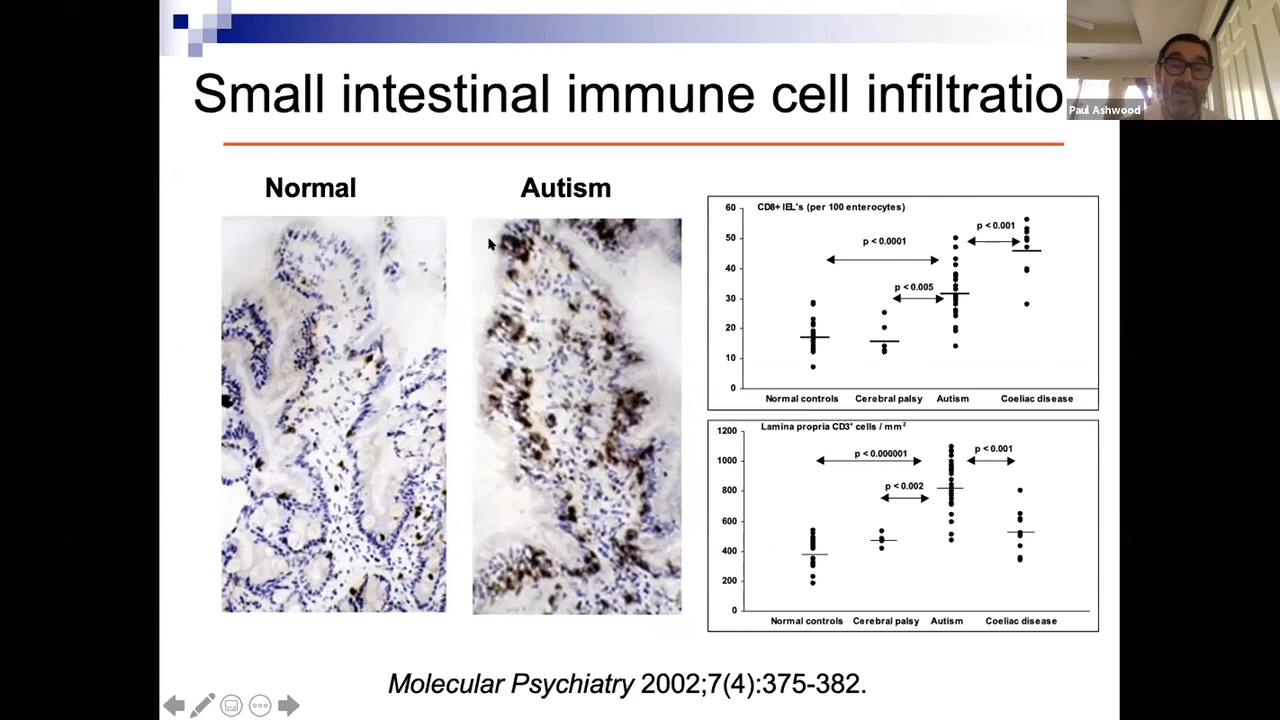 Small intestinal immune cell infiltratio
Paul Ashwood
Normal
Autism
CD8+ IEL's (per 100 enterocytes)
60
50
40
30
20
10
0
p < 0.0001
p < 0.005
p < 0.001
Normal controls Cerebral palsy Autism Coeliac disease
Lamina propria CD3+ cells / mm2
1200
1000
800
600
400
200
0
p < 0.000001
p < 0.002
p < 0.001
Normal controls Cerebral palsy Autism Coeliac disease
Molecular Psychiatry 2002;7(4):375-382.